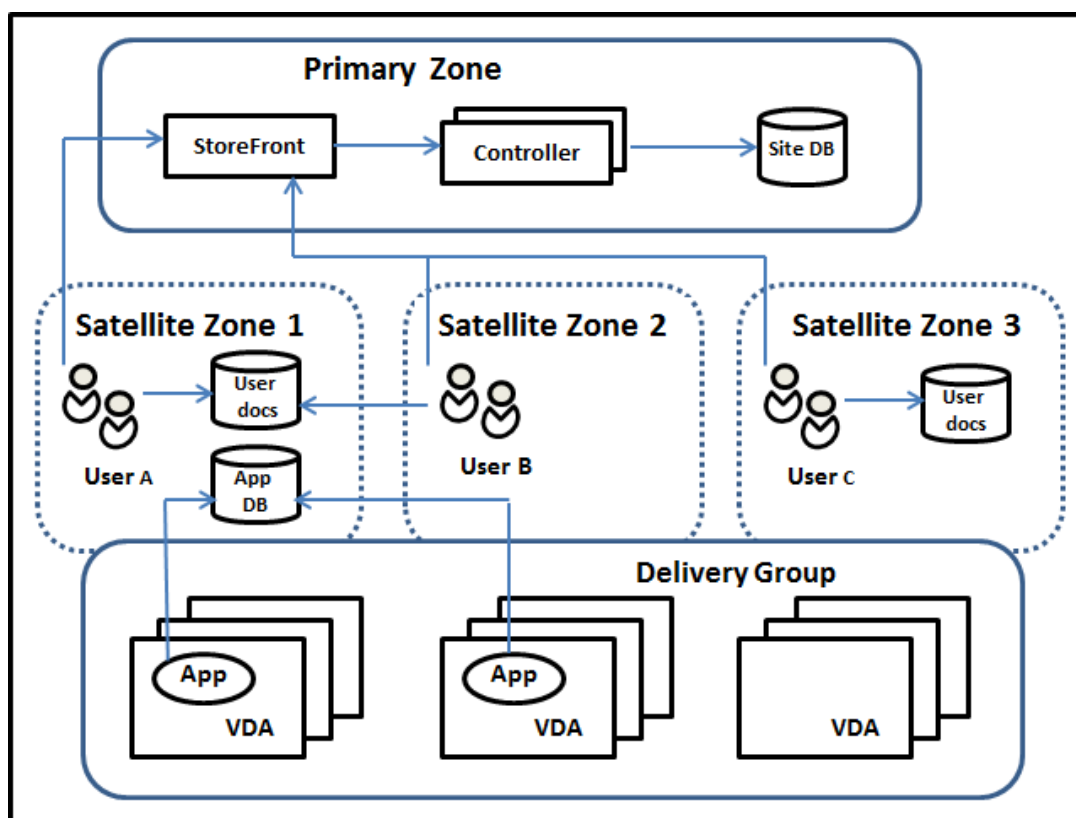 Primary Zone
StoreFront
Controller
Site DB
Satellite Zone 1
Satellite Zone 2
Satellite Zone 3
User
docs
User
docs
User A
User B
User C
App
DB
Delivery Group
App
VDA
App
VDA
VDA